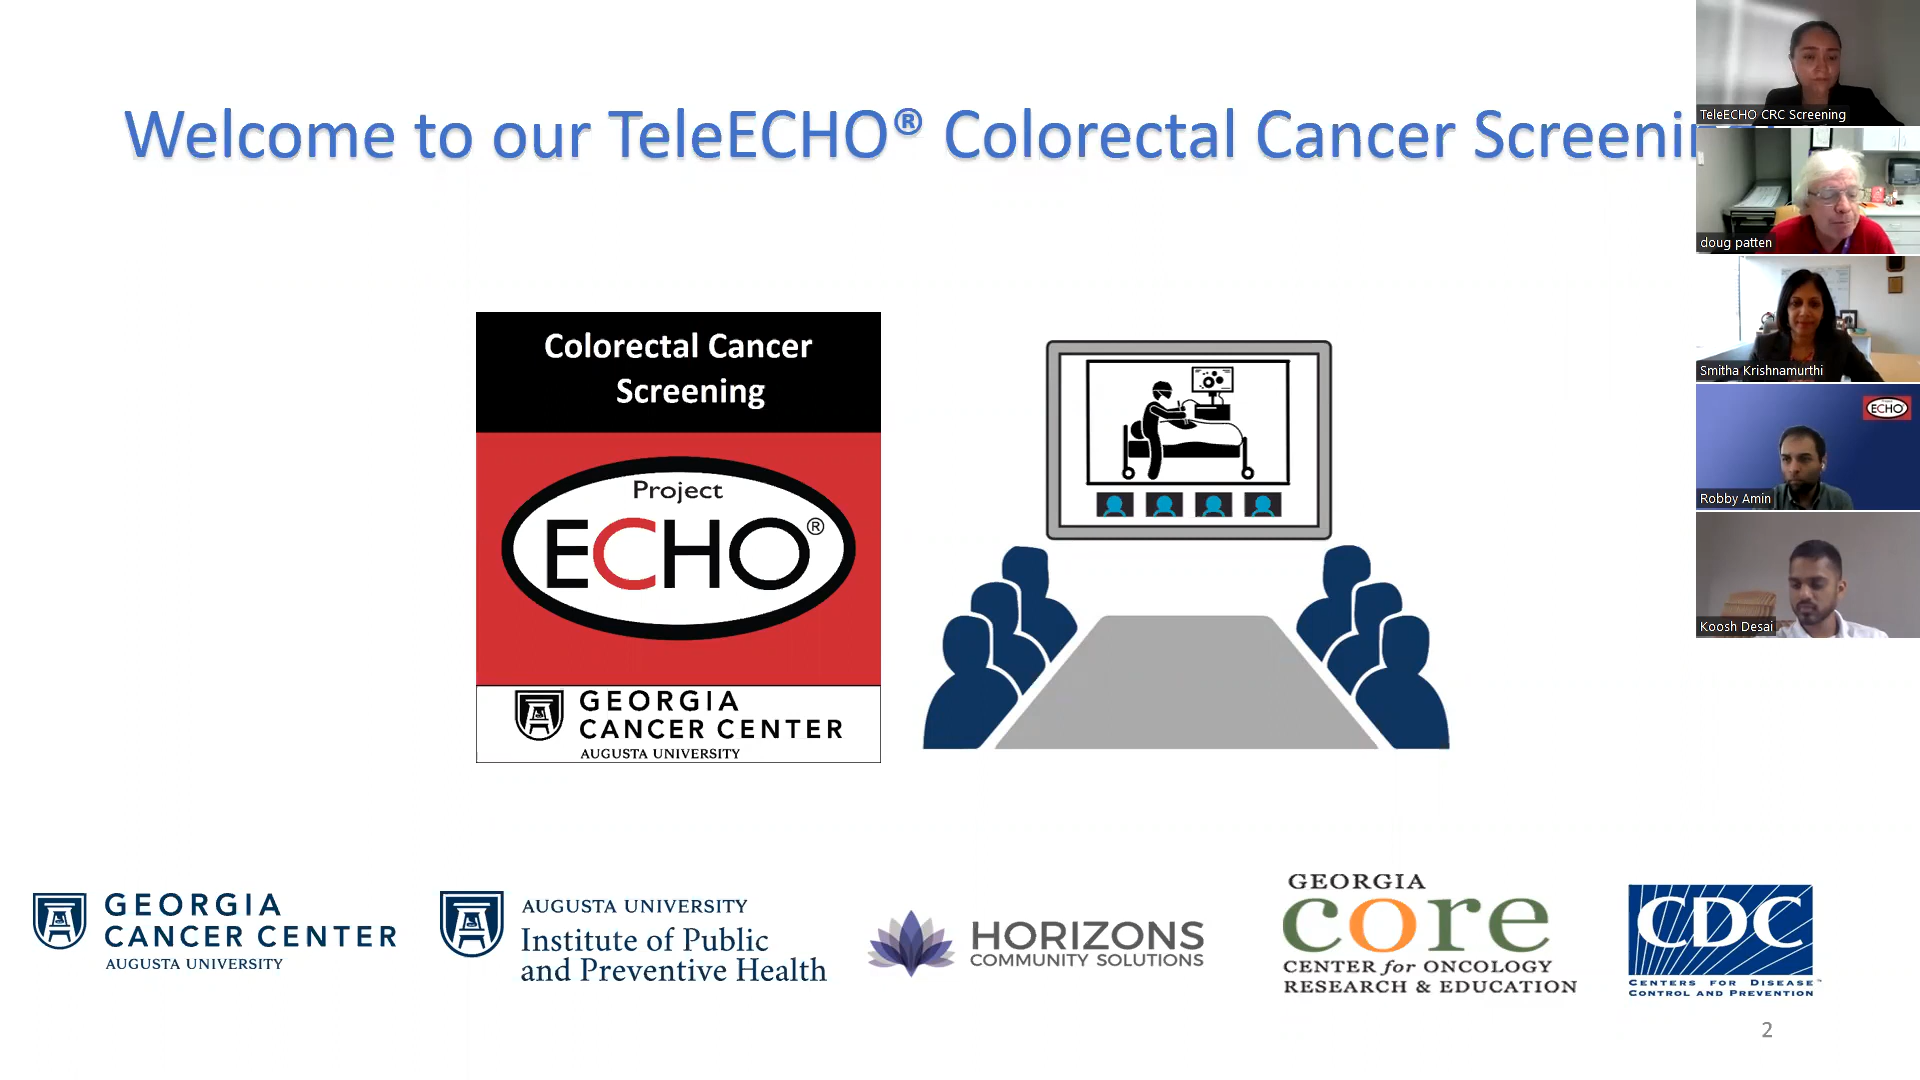 Welcome to our TeleECHO® Colorectal Cancer Screenin
TeleECHO CRC Screening
doug patten
Smitha Krishnamurthi
Project
ECHO
Robby Amin
Koosh Desai
Colorectal Cancer
Screening
Project
ECHO®
GEORGIA
CANCER CENTER
AUGUSTA UNIVERSITY
GEORGIA
CANCER CENTER
AUGUSTA UNIVERSITY
AUGUSTA UNIVERSITY
Institute of Public
and Preventive Health
HORIZONS
COMMUNITY SOLUTIONS
GEORGIA
core
CENTER for ONCOLOGY
RESEARCH & EDUCATION
CDC
CENTERS FOR DISEASE™
CONTROL AND PREVENTION
2